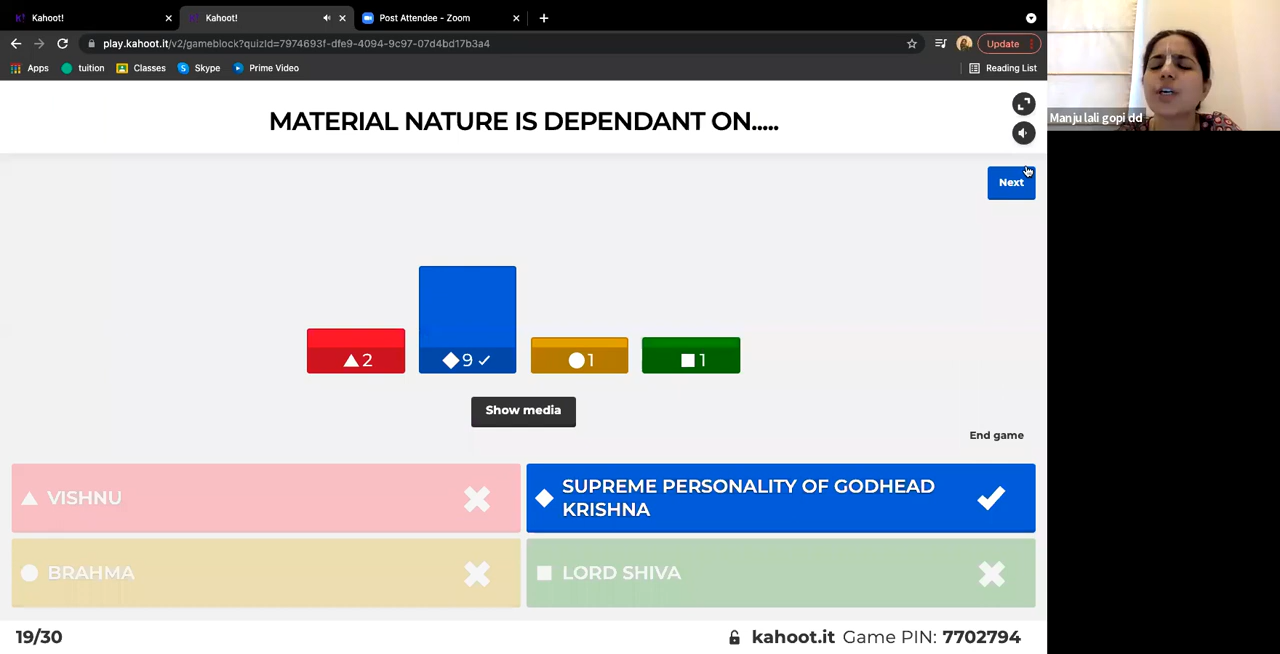 Kahoot!
Kahoot!
Post Attendee - Zoom
play.kahoot.it/v2/gameblock?quizId=7974693f-dfe9-4094-9c97-07d4bd17b3a4
Update
Apps
tuition
Classes
Skype
Prime Video
Reading List
Manju lali gopi dd
MATERIAL NATURE IS DEPENDANT ON.....
Next
2
9
1
1
Show media
End game
VISHNU
SUPREME PERSONALITY OF GODHEAD
KRISHNA
BRAHMA
LORD SHIVA
19/30
kahoot.it Game PIN: 7702794